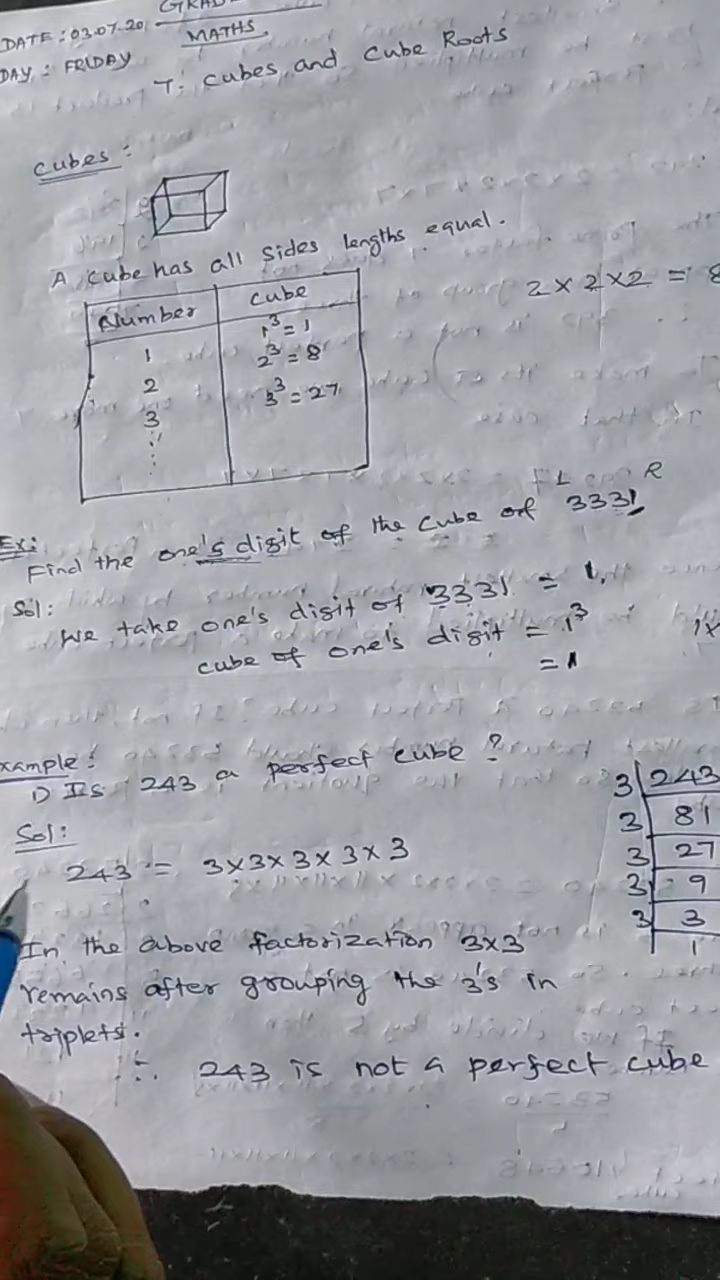 GRAD
DATE : 03.07.20
MATHS
DAY : FRIDAY
T: Cubes and Cube Roots
Cubes :
A cube has all sides lengths equal.
2 × 2 × 2 = 8
Number Cube
1 1³ = 1
2 2³ = 8
3 3³ = 27
L R
Ex:
Find the one's digit of the cube of 3331
Sol:
We take one's digit of 3331 = 1.
cube of one's digit = 1³
1×
= 1
xample :
1) Is 243 a perfect cube ?
Sol:
243 = 3×3×3×3×3
3 243
3 81
3 27
3 9
3 3
1
In the above factorization 3×3
remains after grouping the 3's in
triplets.
∴ 243 is not a perfect cube